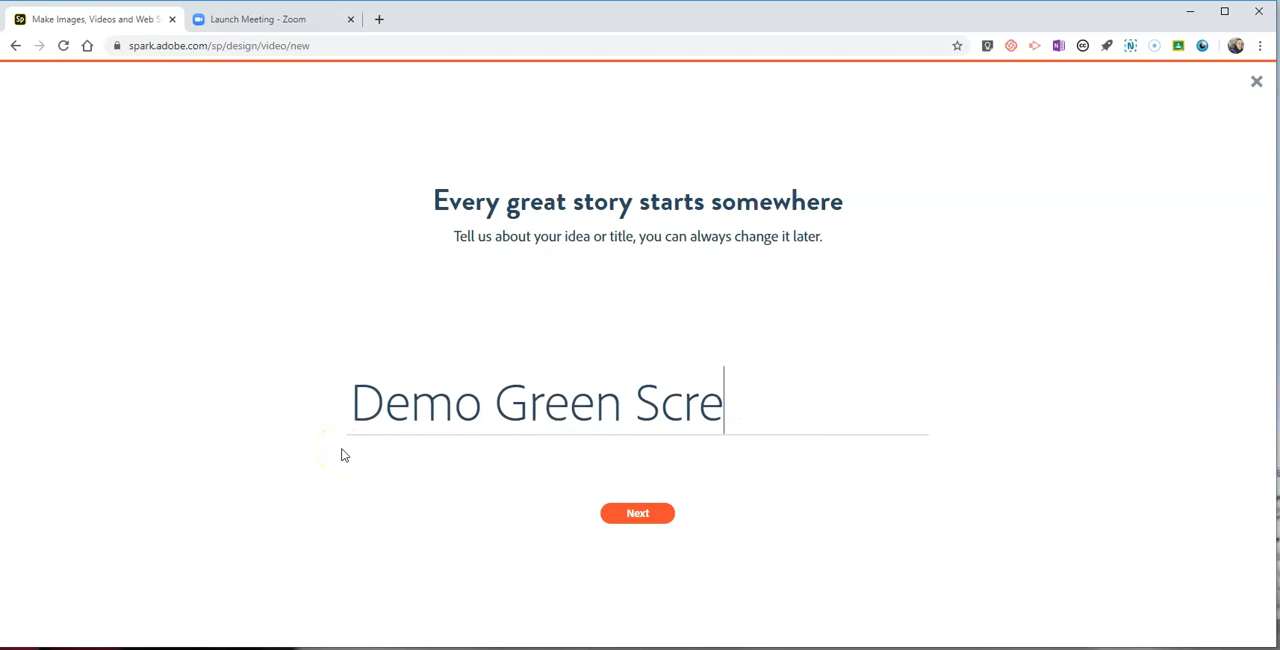 Sp Make Images, Videos and Web S
Launch Meeting - Zoom
spark.adobe.com/sp/design/video/new
Every great story starts somewhere
Tell us about your idea or title, you can always change it later.
Demo Green Scre
Next